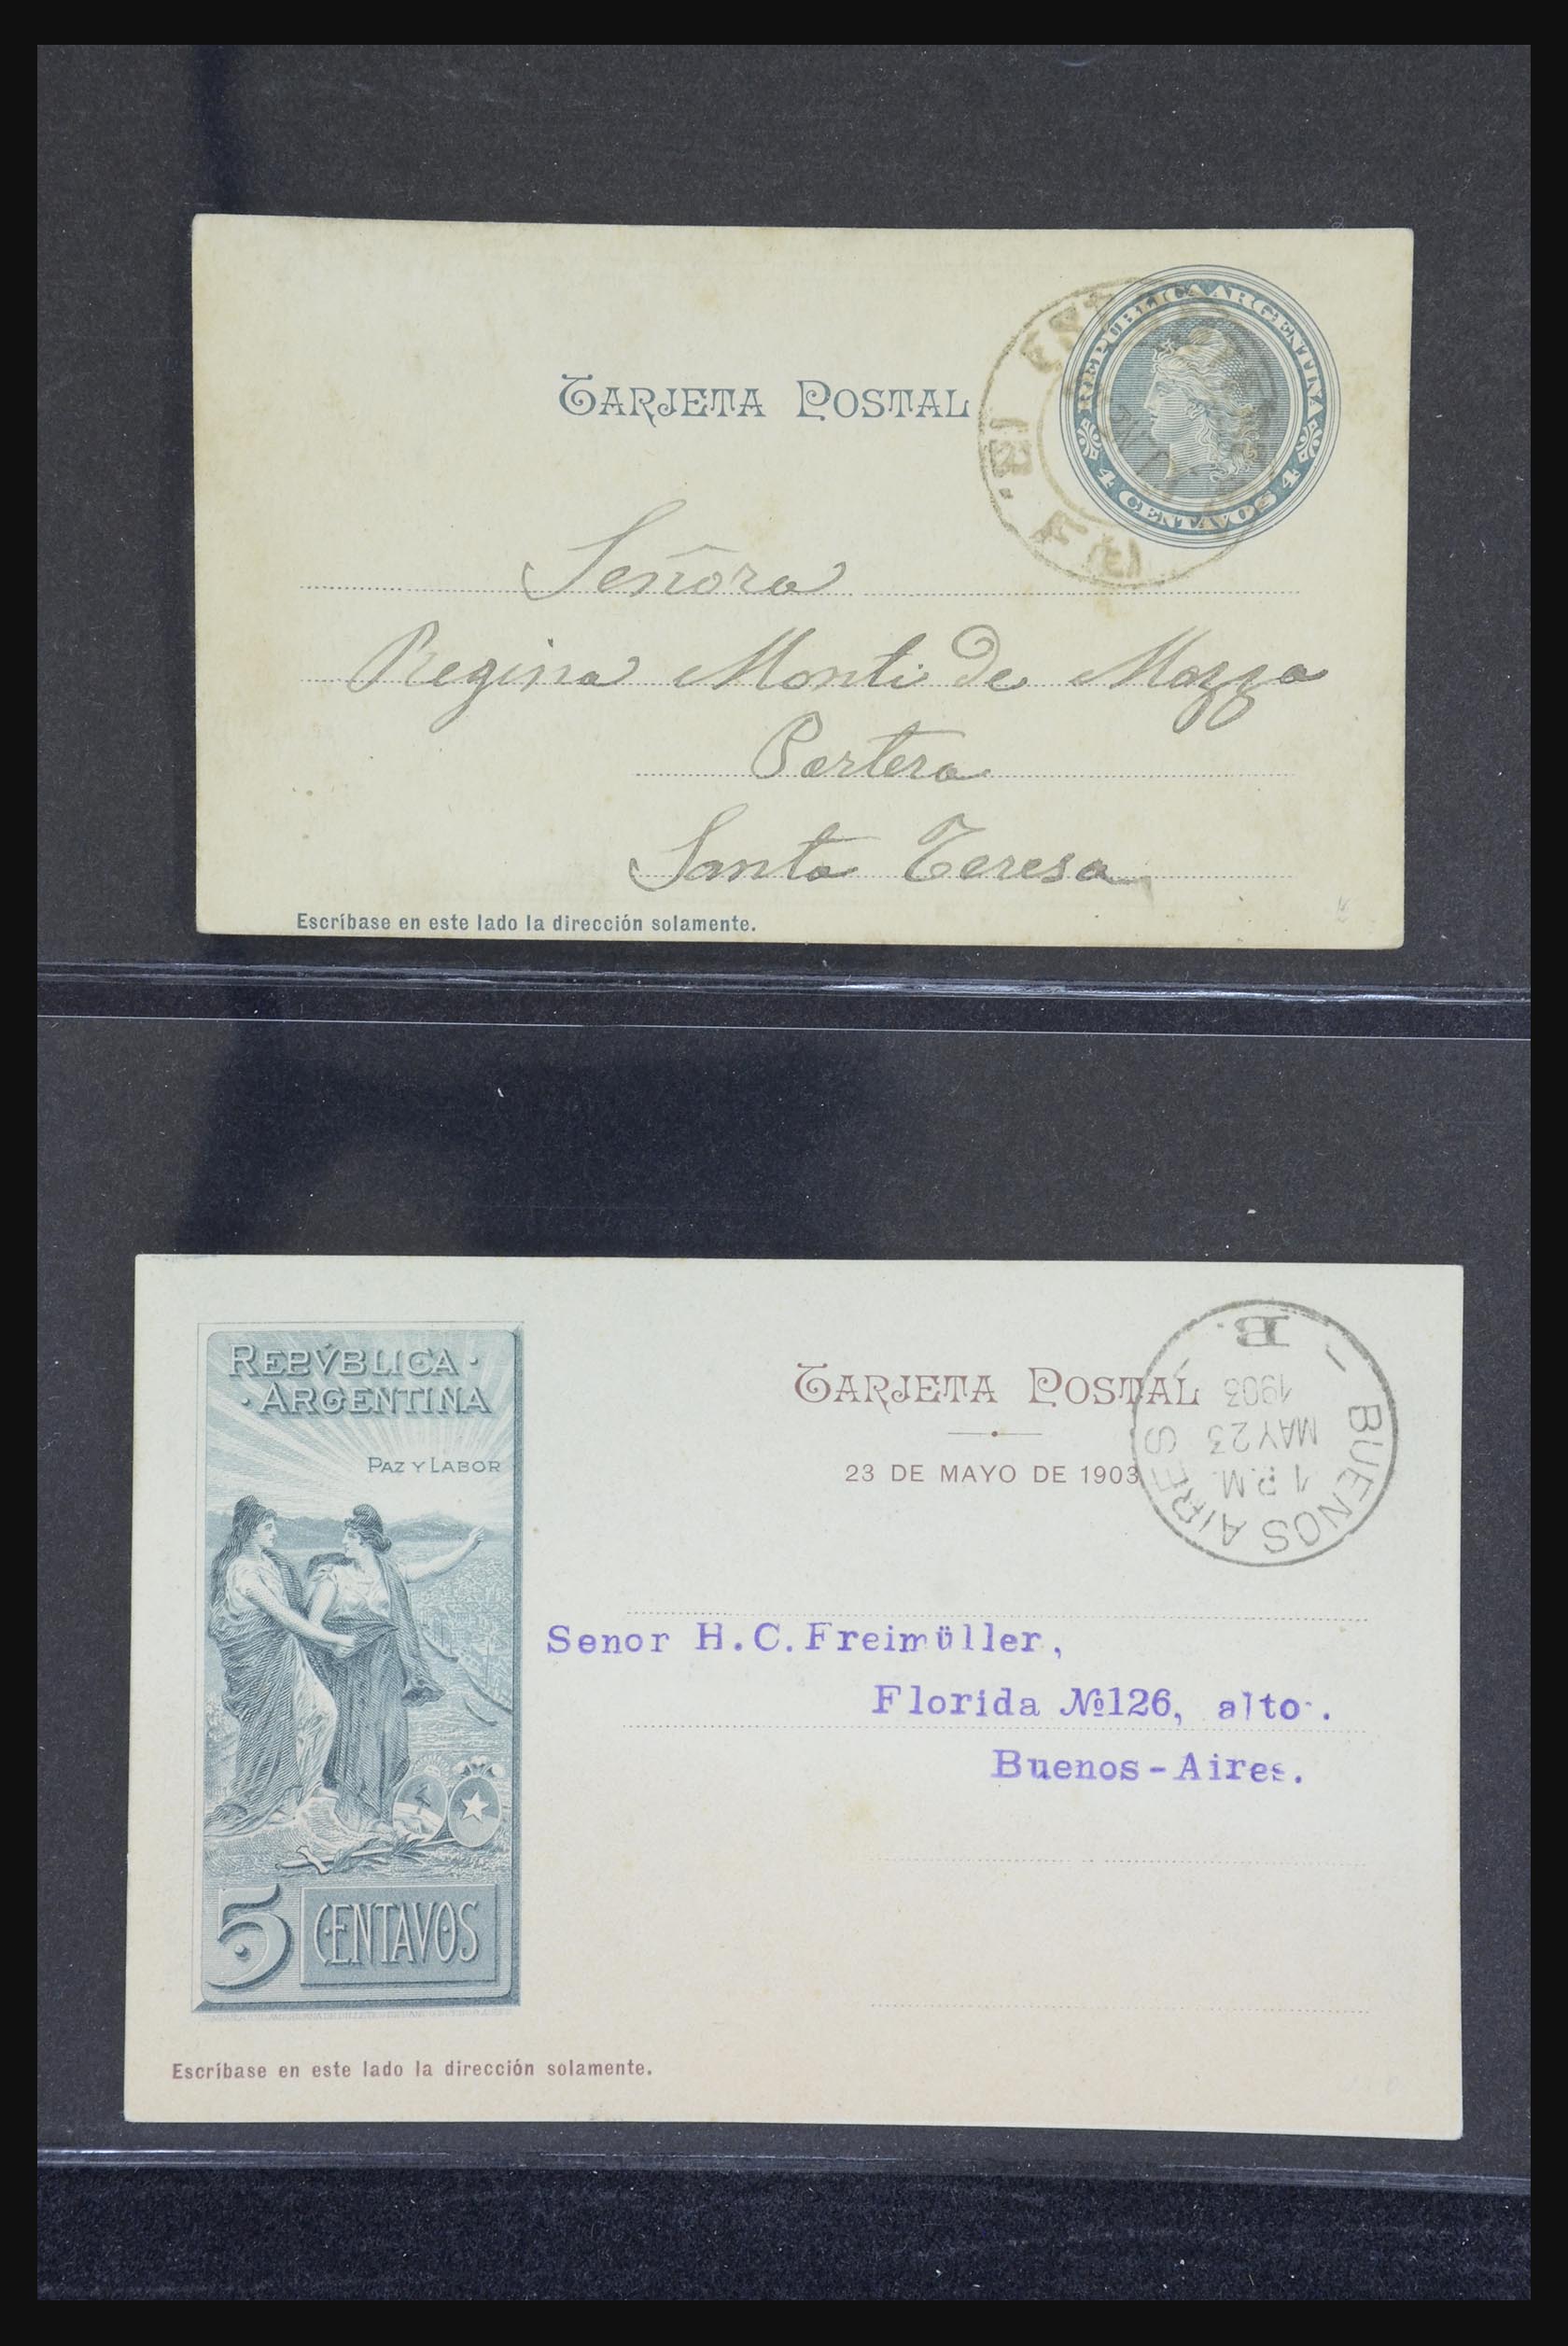 TARJETA POSTAL
REPÚBLICA ARGENTINA
4 CENTAVOS 4
Señora
Regina Monti de Mazza
Partera
Santa Teresa
Escríbase en este lado la dirección solamente.
REPVBLICA ·
· ARGENTINA
PAZ Y LABOR
5 CENTAVOS
TARJETA POSTAL
23 DE MAYO DE 1903
BUENOS AIRES
1 P.M.
MAY 23
1903
B.
Senor H.C.Freimüller,
Florida №126, alto.
Buenos-Aires.
Escríbase en este lado la dirección solamente.